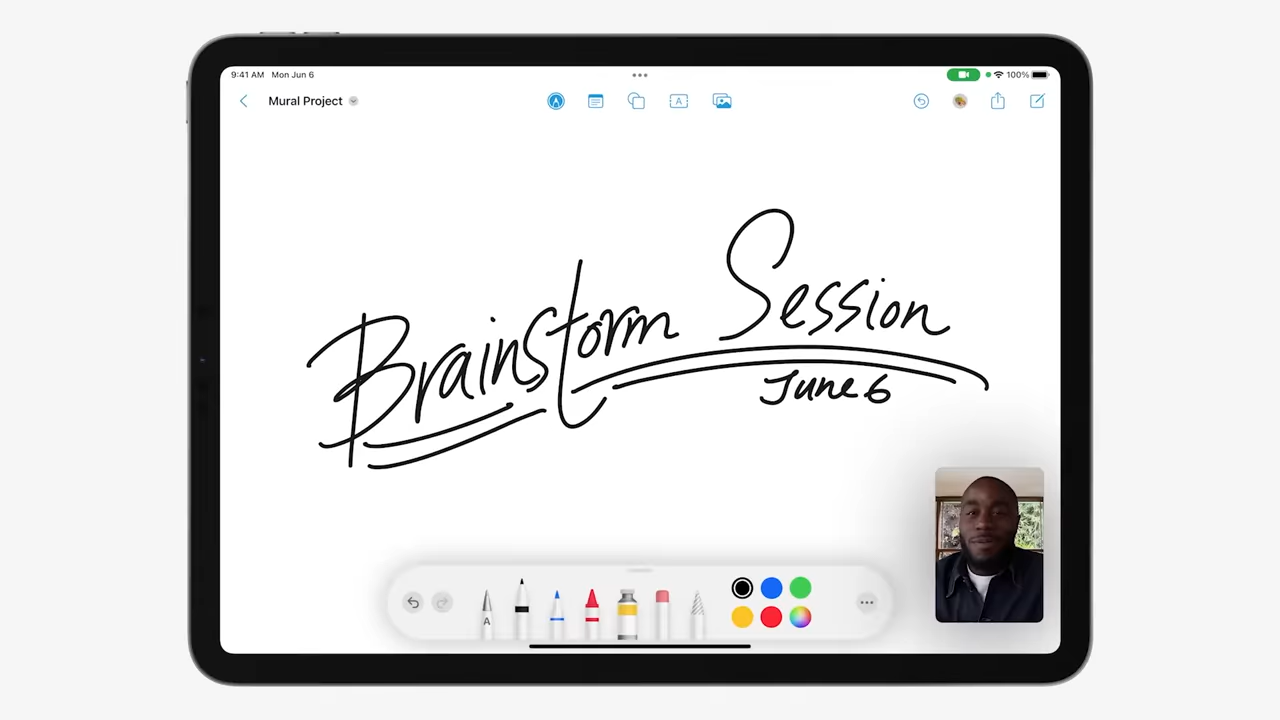 9:41 AM Mon Jun 6 100%
Mural Project
A
Brainstorm Session
June 6
A